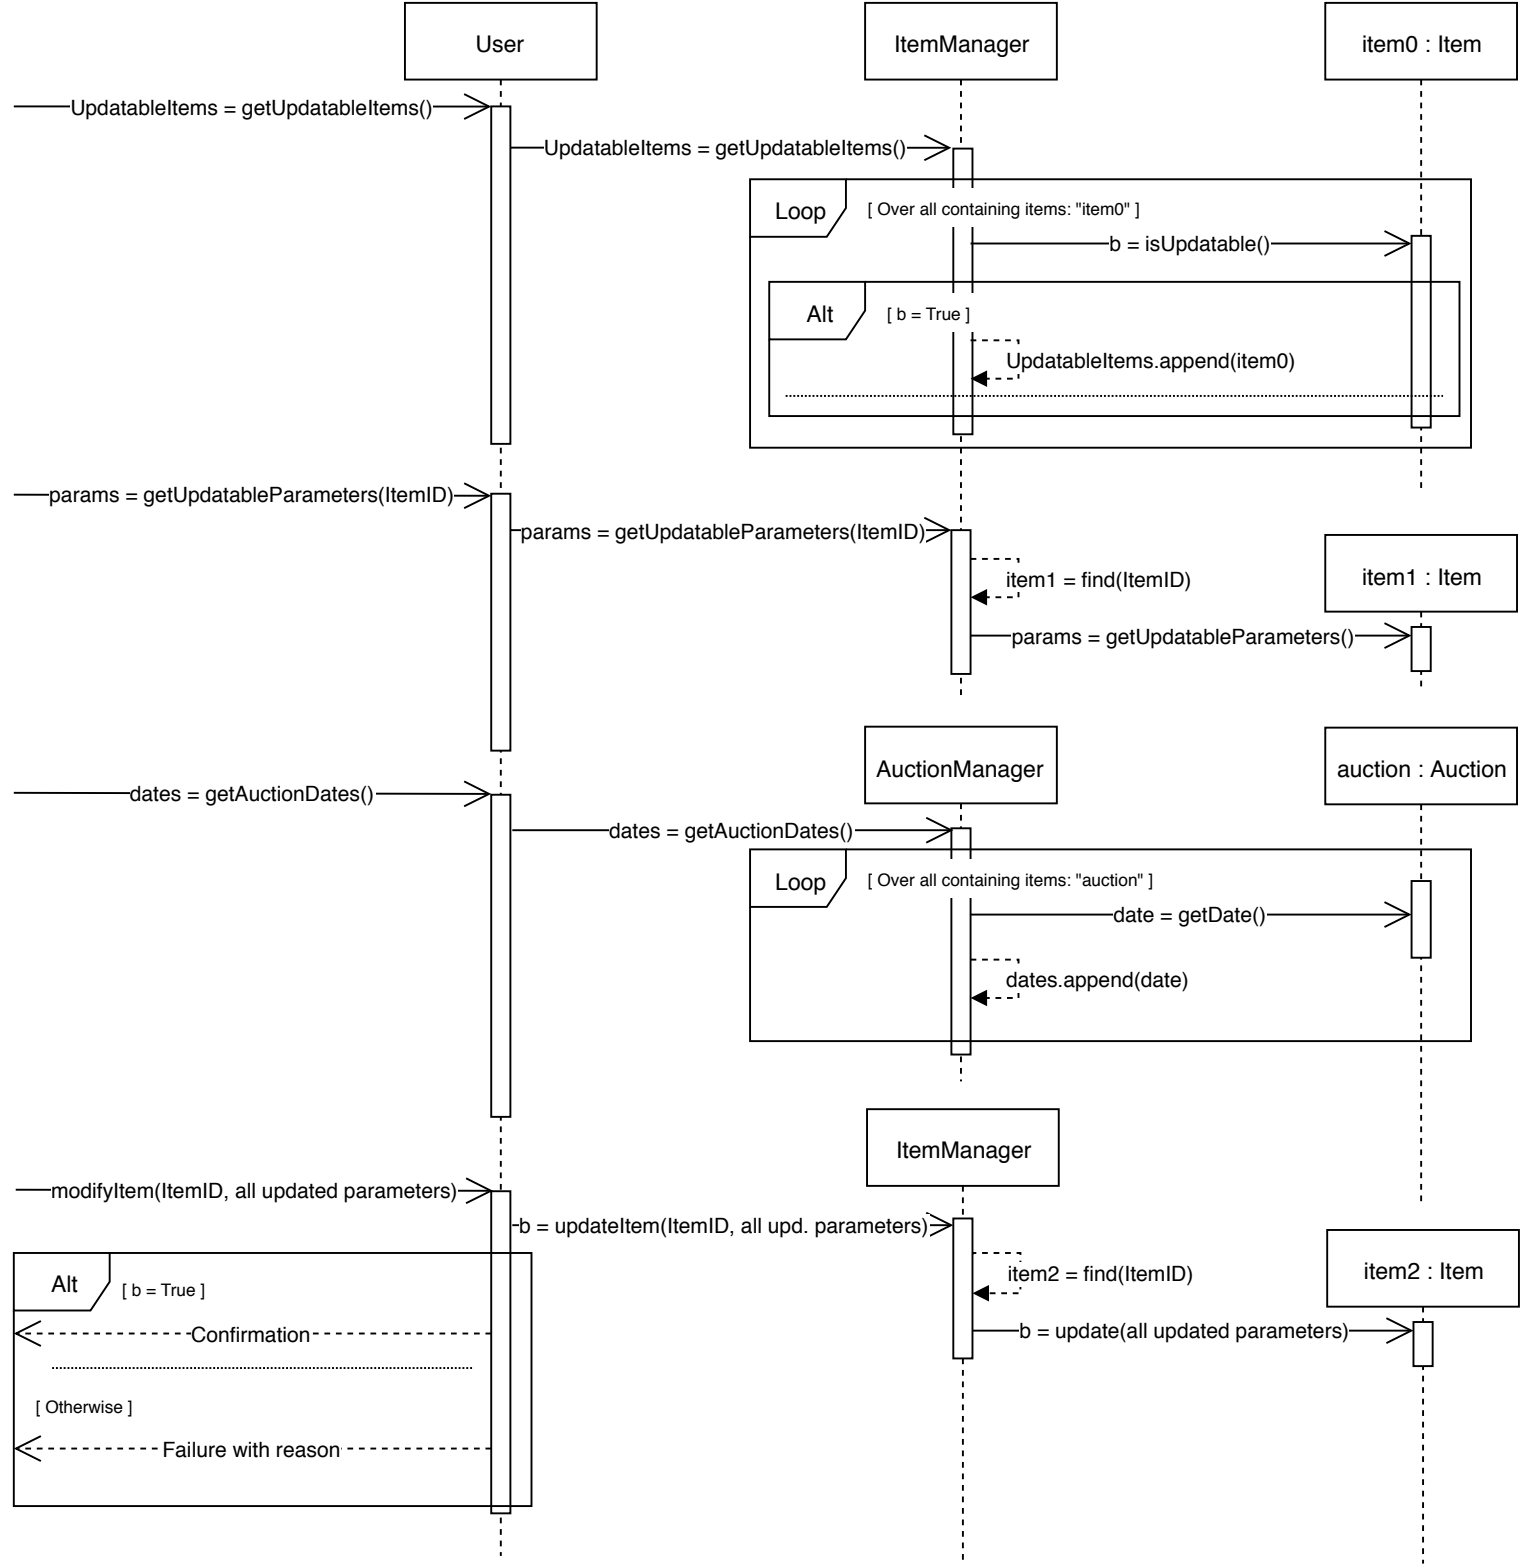 User
ItemManager
item0 : Item
UpdatableItems = getUpdatableItems()
UpdatableItems = getUpdatableItems()
Loop
[ Over all containing items: "item0" ]
b = isUpdatable()
Alt
[ b = True ]
UpdatableItems.append(item0)
params = getUpdatableParameters(ItemID)
params = getUpdatableParameters(ItemID)
item1 : Item
item1 = find(ItemID)
params = getUpdatableParameters()
AuctionManager
auction : Auction
dates = getAuctionDates()
dates = getAuctionDates()
Loop
[ Over all containing items: "auction" ]
date = getDate()
dates.append(date)
ItemManager
modifyItem(ItemID, all updated parameters)
b = updateItem(ItemID, all upd. parameters)
item2 : Item
Alt
[ b = True ]
item2 = find(ItemID)
Confirmation
b = update(all updated parameters)
[ Otherwise ]
Failure with reason